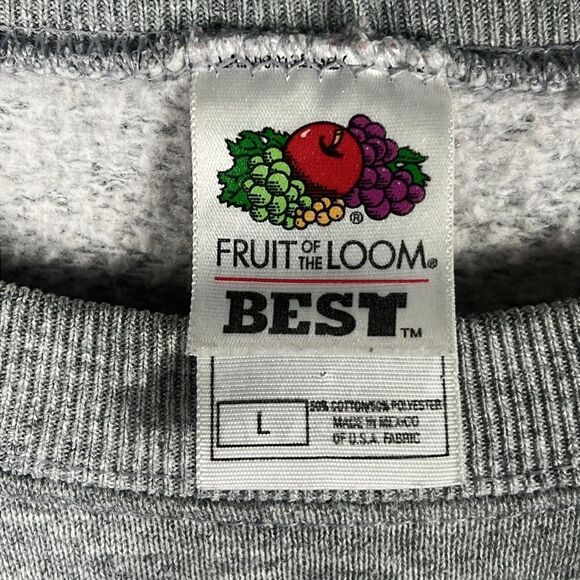 ®
FRUIT OF THE LOOM®
BEST™
L
50% COTTON/50% POLYESTER
MADE IN MEXICO
OF U.S.A. FABRIC